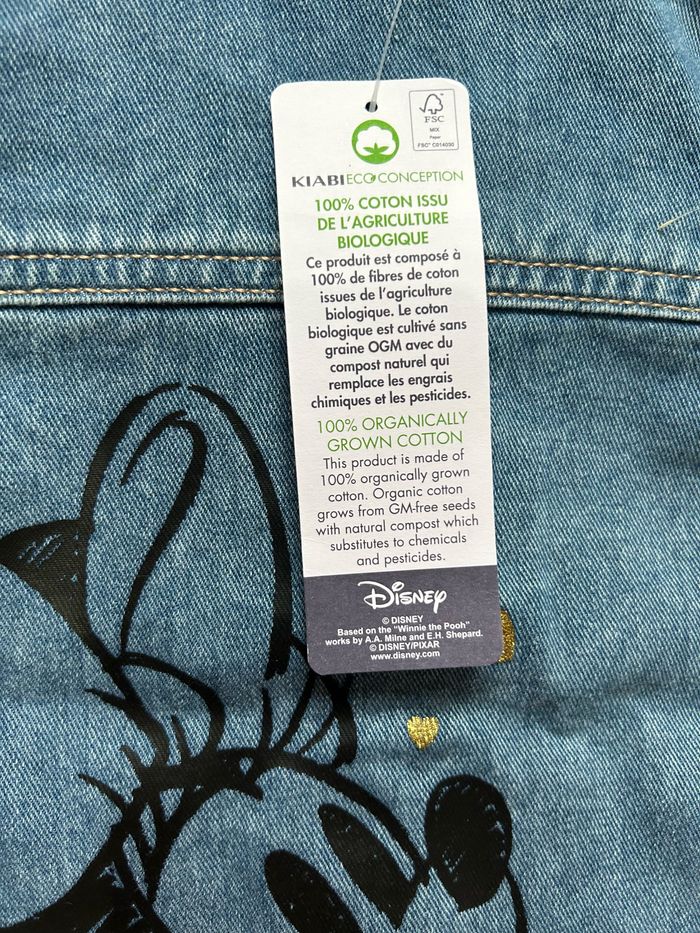 FSC
MIX
Paper
FSC™ C014090
KIABI ECO CONCEPTION
100% COTON ISSU
DE L'AGRICULTURE
BIOLOGIQUE
Ce produit est composé à
100% de fibres de coton
issues de l'agriculture
biologique. Le coton
biologique est cultivé sans
graine OGM avec du
compost naturel qui
remplace les engrais
chimiques et les pesticides.
100% ORGANICALLY
GROWN COTTON
This product is made of
100% organically grown
cotton. Organic cotton
grows from GM-free seeds
with natural compost which
substitutes to chemicals
and pesticides.
Disney
© DISNEY
Based on the "Winnie the Pooh"
works by A.A. Milne and E.H. Shepard.
© DISNEY/PIXAR
www.disney.com